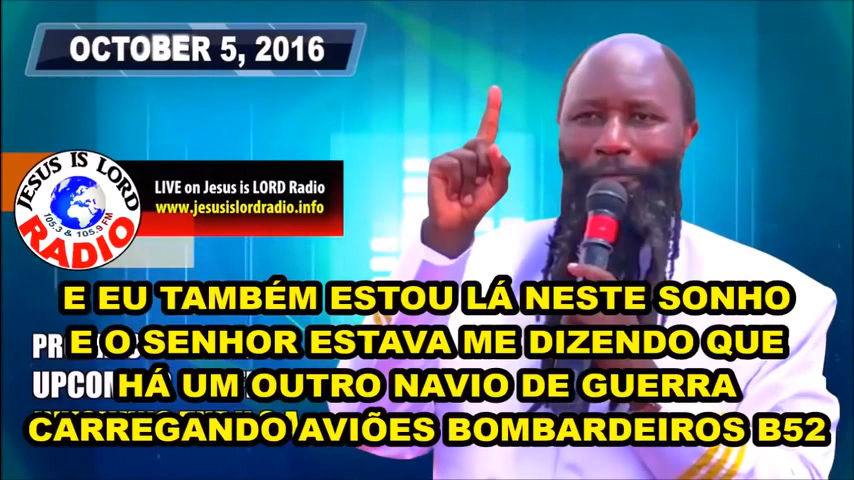 OCTOBER 5, 2016
JESUS IS LORD
105.3 & 105.9 FM
RADIO
LIVE on Jesus is LORD Radio
www.jesusislordradio.info
E EU TAMBÉM ESTOU LÁ NESTE SONHO
E O SENHOR ESTAVA ME DIZENDO QUE
HÁ UM OUTRO NAVIO DE GUERRA
CARREGANDO AVIÕES BOMBARDEIROS B52